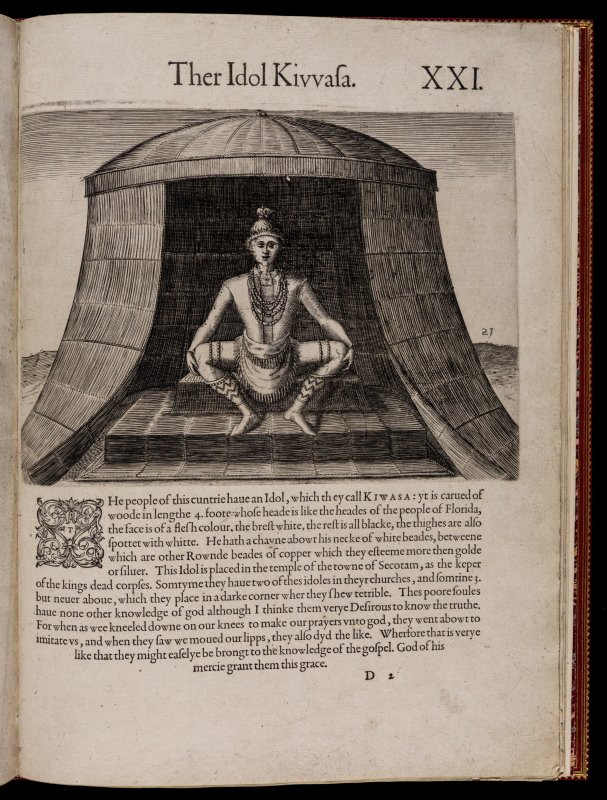 Ther Idol Kivvaſa. XXI.
He people of this cuntrie haue an Idol, which th ey call KIWASA: yt is carued of
woode in lengthe 4. foote whoſe heade is like the heades of the people of Florida,
the face is of a fleſh colour, the breſt white, the reſt is all blacke, the thighes are alſo
ſpottet with whitte. He hath a chayne abowt his necke of white beades, betweene
which are other Rownde beades of copper which they eſteeme more then golde
or ſiluer. This Idol is placed in the temple of the towne of Secotam, as the keper
of the kings dead corpſes. Somtyme they haue two of thes idoles in theyr churches, and ſomtine 3.
but neuer aboue, which they place in a darke corner wher they ſhew tetrible. Thes poore ſoules
haue none other knowledge of god although I thinke them verye Deſirous to know the truthe.
For when as wee kneeled downe on our knees to make our prayers vnto god, they went abowt to
imitate vs, and when they ſaw we moued our lipps, they alſo dyd the like. Wherfore that is verye
like that they might eaſelye be brongt to the knowledge of the goſpel. God of his
mercie grant them this grace.
D 2